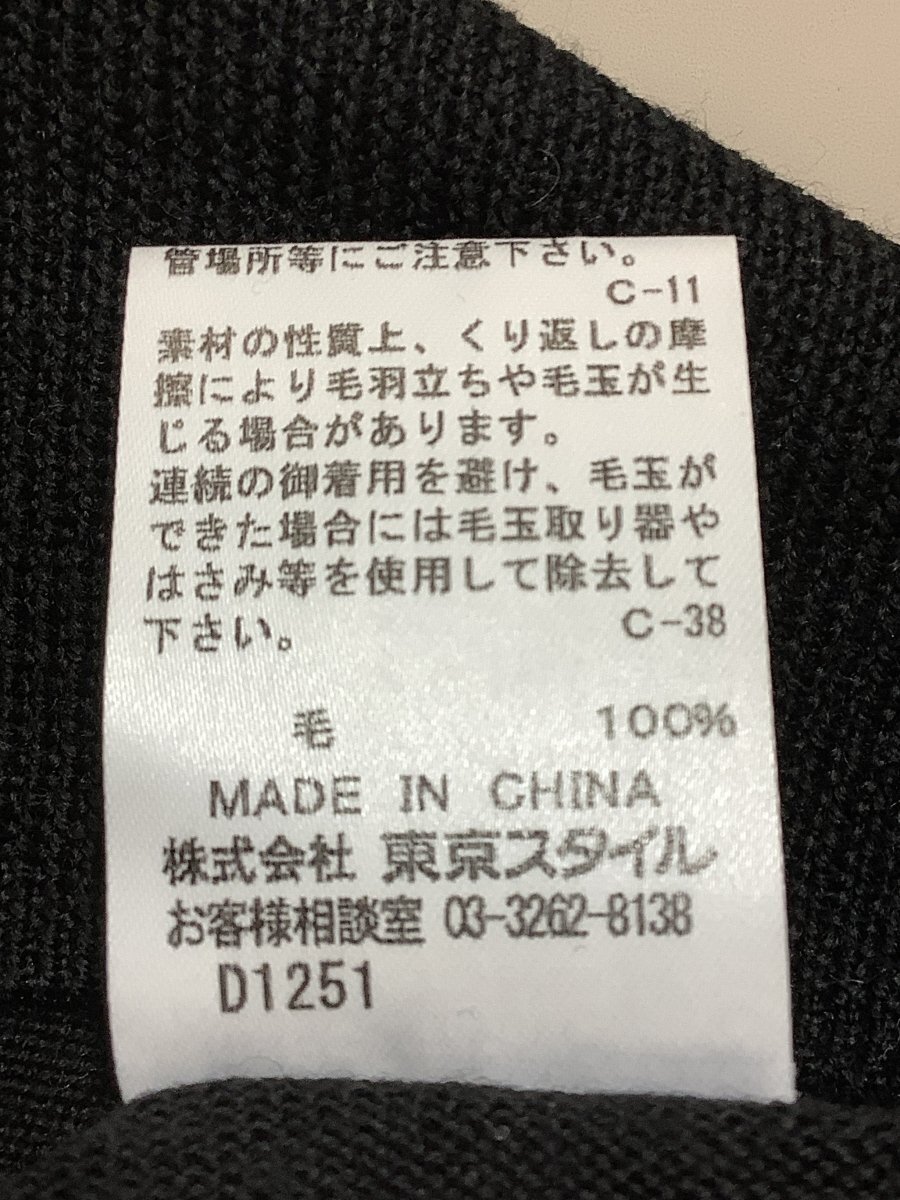 管場所等にご注意下さい。
C-11
素材の性質上、くり返しの摩
擦により毛羽立ちや毛玉が生
じる場合があります。
連続の御着用を避け、毛玉が
できた場合には毛玉取り器や
はさみ等を使用して除去して
下さい。 C-38
毛 100%
MADE IN CHINA
株式会社 東京スタイル
お客様相談室 03-3262-8138
D1251